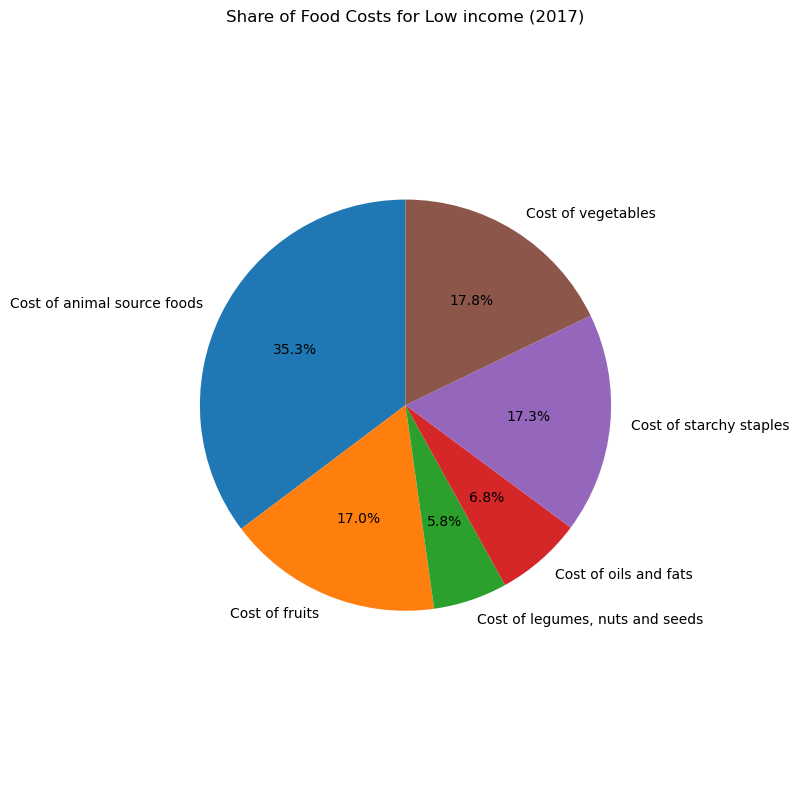 Share of Food Costs for Low income (2017)
Cost of vegetables
17.8%
Cost of animal source foods
35.3%
17.3%
Cost of starchy staples
6.8%
17.0%
5.8%
Cost of oils and fats
Cost of fruits
Cost of legumes, nuts and seeds